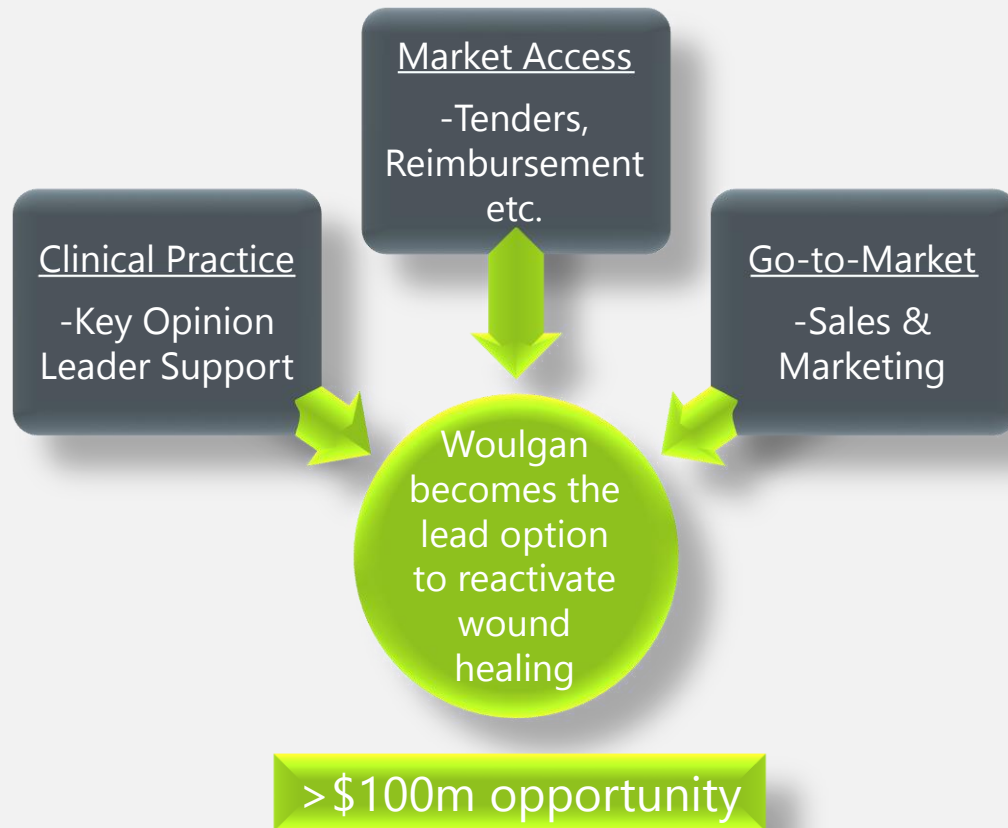 Market Access
-Tenders,
Reimbursement
etc.
Clinical Practice
-Key Opinion
Leader Support
Go-to-Market
-Sales &
Marketing
Woulgan
becomes the
lead option
to reactivate
wound
healing
>$100m opportunity